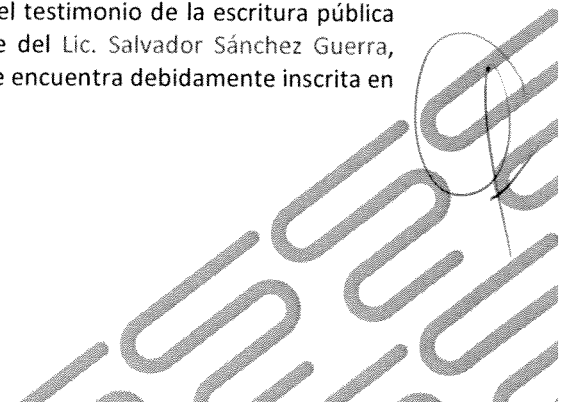 el testimonio de la escritura pública
e del Lic. Salvador Sánchez Guerra,
e encuentra debidamente inscrita en